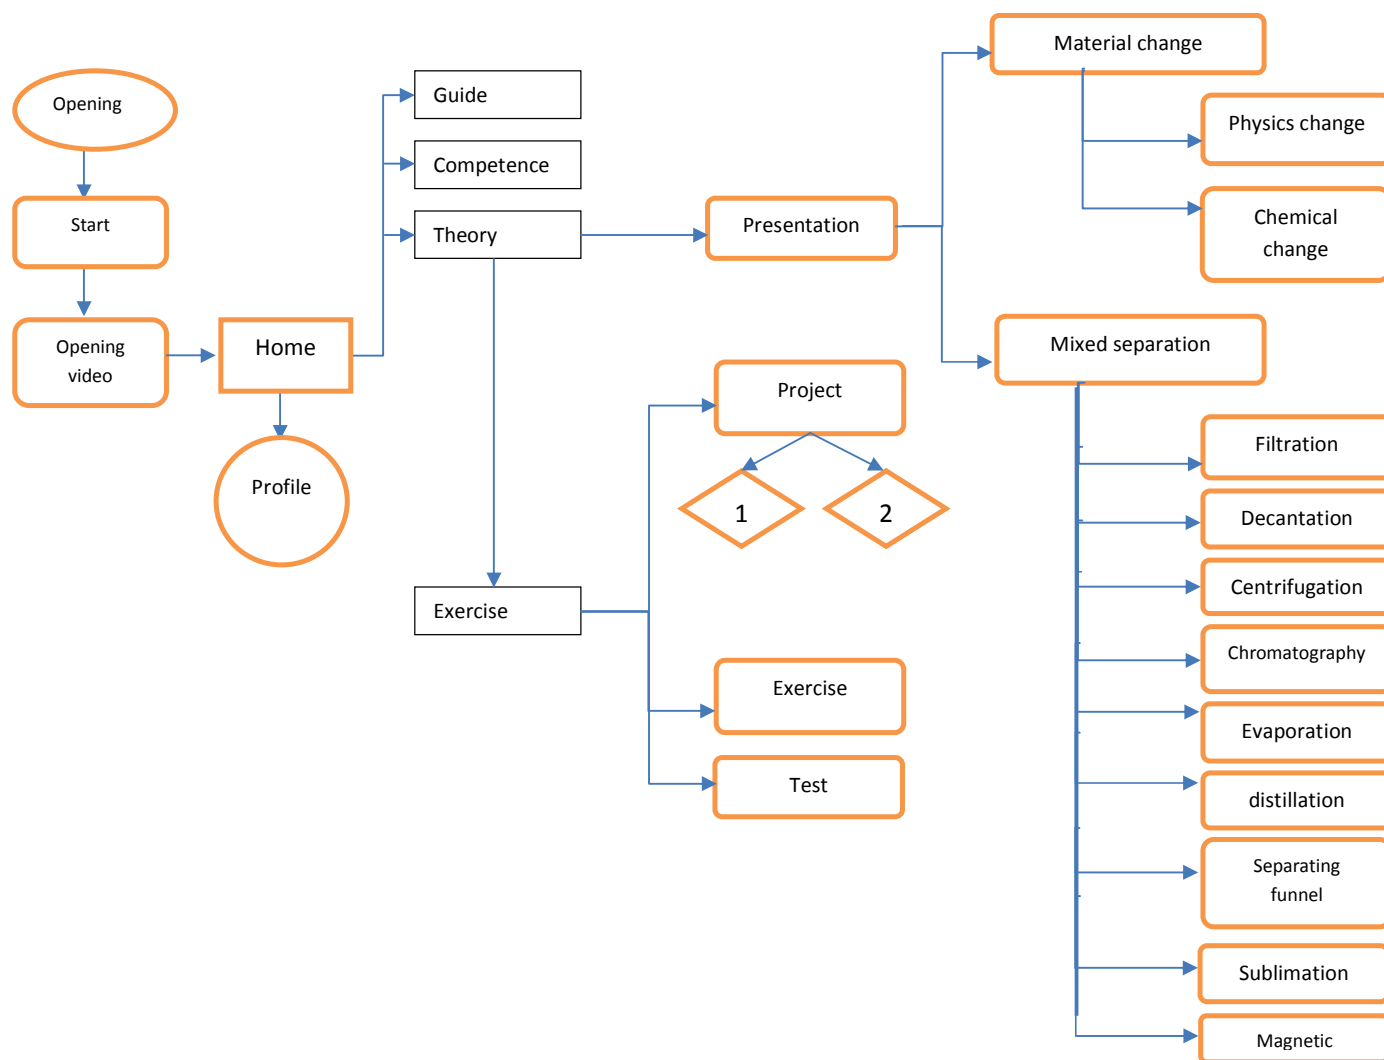 Opening
Start
Opening
video
Home
Profile
Guide
Competence
Theory
Exercise
Presentation
Project
1
2
Exercise
Test
Material change
Physics change
Chemical
change
Mixed separation
Filtration
Decantation
Centrifugation
Chromatography
Evaporation
distillation
Separating
funnel
Sublimation
Magnetic